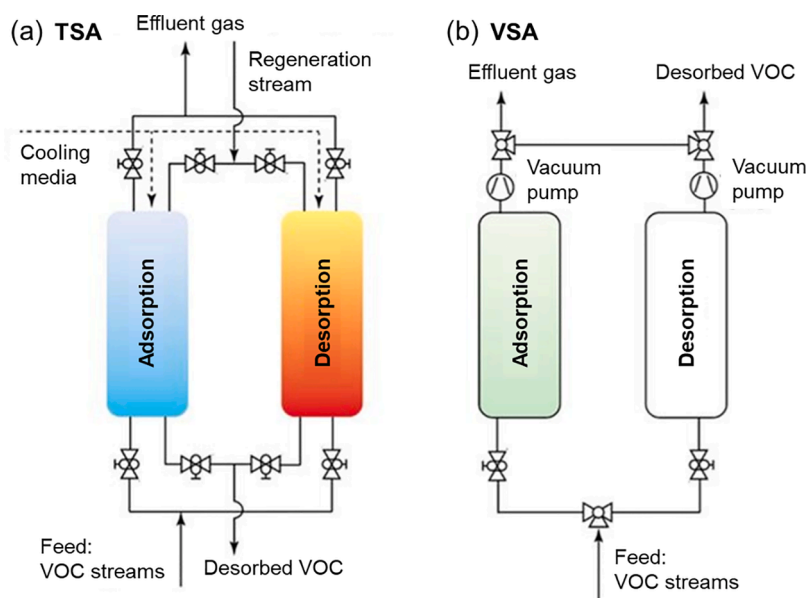 (a) TSA
Effluent gas
Regeneration
stream
Cooling
media
Adsorption
Desorption
Feed:
VOC streams
Desorbed VOC
(b) VSA
Effluent gas
Desorbed VOC
Vacuum
pump
Vacuum
pump
Adsorption
Desorption
Feed:
VOC streams